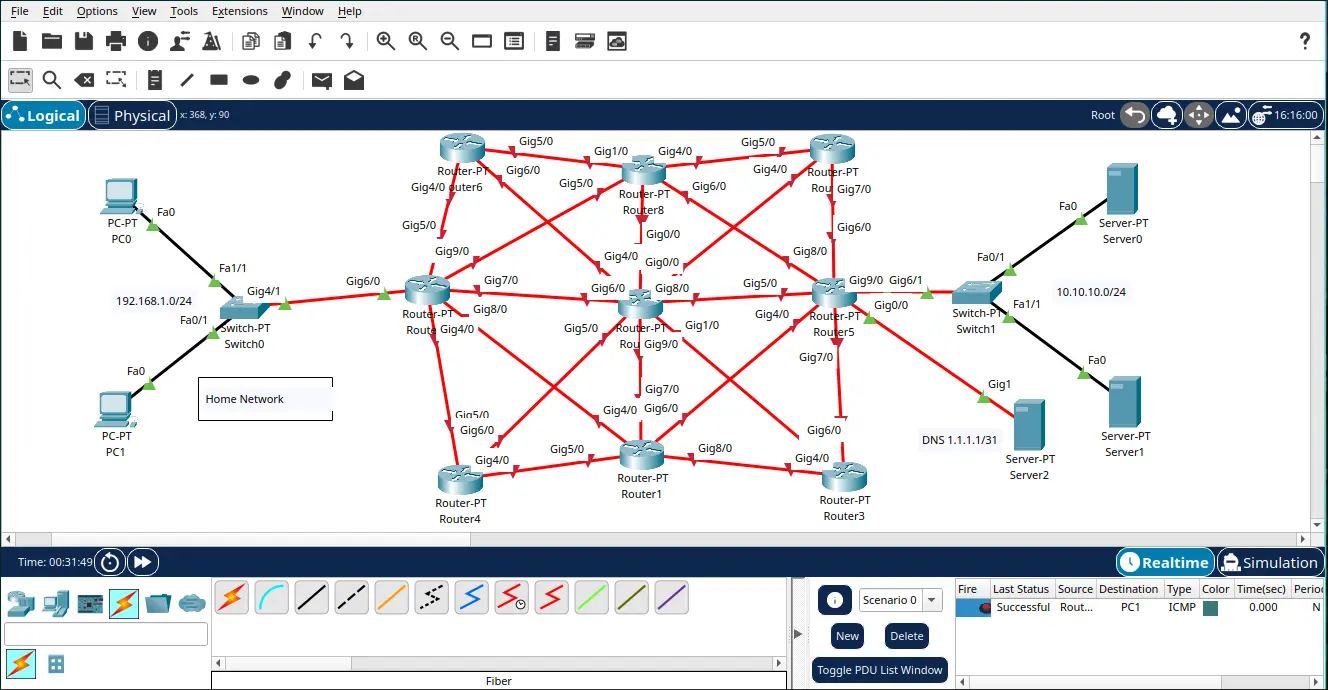 File Edit Options View Tools Extensions Window Help
?
Logical Physical x: 368, y: 90 Root 16:16:00
Gig5/0 Gig1/0 Gig4/0 Gig5/0
Router-PT Gig6/0 Gig4/0 Router-PT
Gig4/0 outer6 Gig5/0 Router-PT Gig6/0 Rou Gig7/0
Router8
Fa0 PC-PT
PC0
Gig5/0 Gig0/0 Gig6/0
Fa0 Server-PT
Server0
Gig9/0 Gig4/0 Gig0/0 Gig8/0
Fa1/1 Fa0/1
Gig4/1 Gig6/0 Gig7/0 Gig6/0 Gig8/0 Gig5/0 Gig9/0 Gig6/1
192.168.1.0/24 10.10.10.0/24
Gig8/0 Gig0/0 Fa1/1
Router-PT Gig4/0 Router-PT
Router5
Switch-PT
Switch1
Fa0/1 Switch-PT
Switch0
Route Gig4/0 Gig5/0 Router-PT Gig1/0
Rou Gig9/0
Gig7/0
Fa0 Fa0
Home Network
Gig7/0 Gig1
Gig5/0 Gig4/0 Gig6/0
PC-PT
PC1
Gig6/0 Gig6/0
DNS 1.1.1.1/31
Server-PT
Server1
Gig4/0 Gig5/0 Gig8/0 Gig4/0
Server-PT
Server2
Router-PT
Router1
Router-PT
Router4
Router-PT
Router3
Time: 00:31:49 Realtime Simulation
Scenario 0
New Delete
Toggle PDU List Window
Fire Last Status Source Destination Type Color Time(sec) Perio
Successful Rout... PC1 ICMP 0.000 N
Fiber